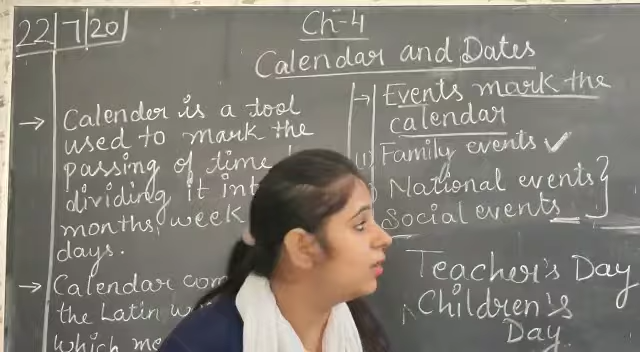 22/7/20
Ch-4
Calendar and Dates
→ Calender is a tool
used to mark the
passing of time
dividing it
months, week
days.
→ Calendar
the Latin
which
→ Events mark the
calendar
Family events ✓
National events
Social events
Teacher's Day
Children's
Day